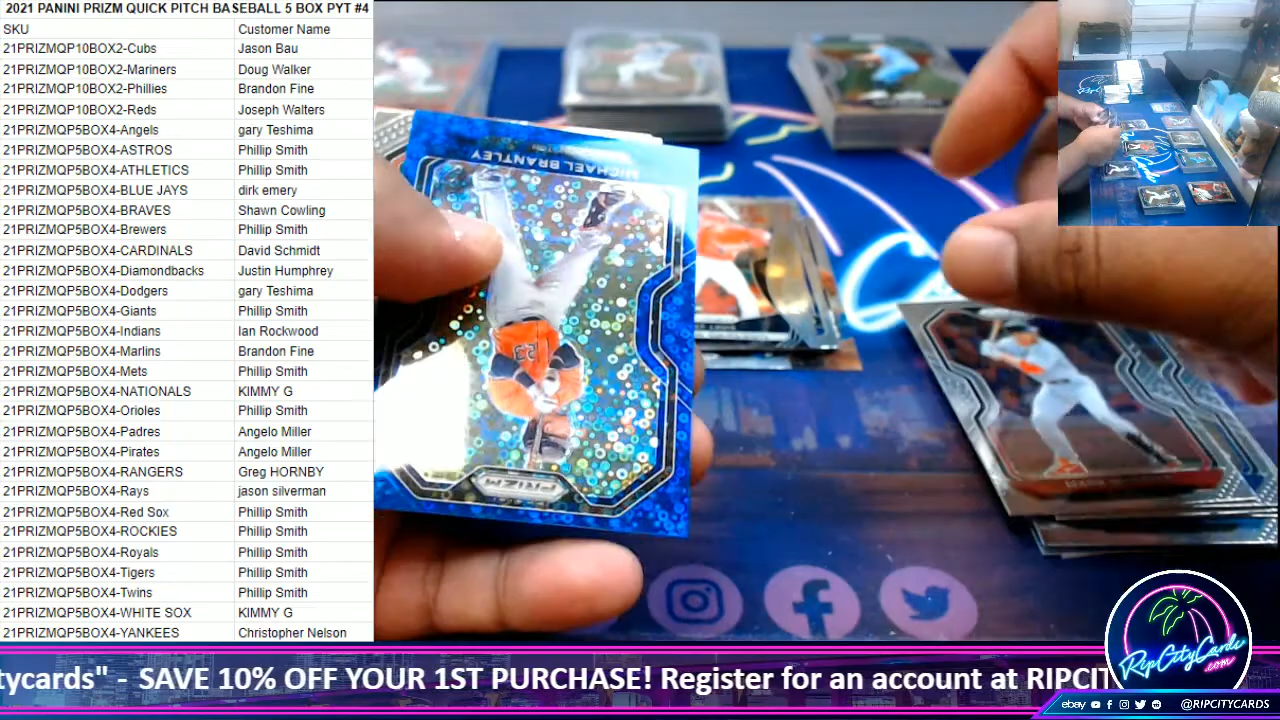 2021 PANINI PRIZM QUICK PITCH BASEBALL 5 BOX PYT #4
SKU Customer Name
21PRIZMQP10BOX2-Cubs Jason Bau
21PRIZMQP10BOX2-Mariners Doug Walker
21PRIZMQP10BOX2-Phillies Brandon Fine
21PRIZMQP10BOX2-Reds Joseph Walters
21PRIZMQP5BOX4-Angels gary Teshima
21PRIZMQP5BOX4-ASTROS Phillip Smith
21PRIZMQP5BOX4-ATHLETICS Phillip Smith
21PRIZMQP5BOX4-BLUE JAYS dirk emery
21PRIZMQP5BOX4-BRAVES Shawn Cowling
21PRIZMQP5BOX4-Brewers Phillip Smith
21PRIZMQP5BOX4-CARDINALS David Schmidt
21PRIZMQP5BOX4-Diamondbacks Justin Humphrey
21PRIZMQP5BOX4-Dodgers gary Teshima
21PRIZMQP5BOX4-Giants Phillip Smith
21PRIZMQP5BOX4-Indians Ian Rockwood
21PRIZMQP5BOX4-Marlins Brandon Fine
21PRIZMQP5BOX4-Mets Phillip Smith
21PRIZMQP5BOX4-NATIONALS KIMMY G
21PRIZMQP5BOX4-Orioles Phillip Smith
21PRIZMQP5BOX4-Padres Angelo Miller
21PRIZMQP5BOX4-Pirates Angelo Miller
21PRIZMQP5BOX4-RANGERS Greg HORNBY
21PRIZMQP5BOX4-Rays jason silverman
21PRIZMQP5BOX4-Red Sox Phillip Smith
21PRIZMQP5BOX4-ROCKIES Phillip Smith
21PRIZMQP5BOX4-Royals Phillip Smith
21PRIZMQP5BOX4-Tigers Phillip Smith
21PRIZMQP5BOX4-Twins Phillip Smith
21PRIZMQP5BOX4-WHITE SOX KIMMY G
21PRIZMQP5BOX4-YANKEES Christopher Nelson
MICHAEL BRANTLEY
23
PRIZM
RipCityCards
.com
tycards" - SAVE 10% OFF YOUR 1ST PURCHASE! Register for an account at RIPCIT
ebay @RIPCITYCARDS